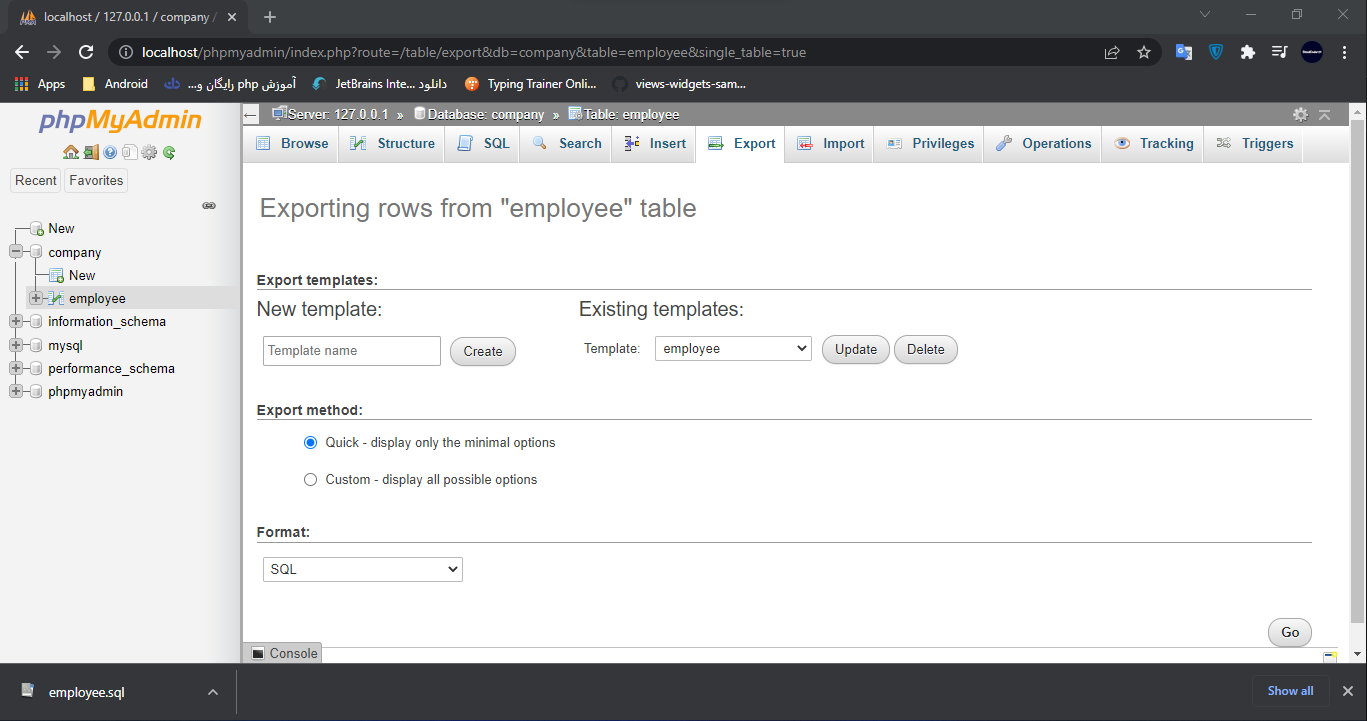 localhost / 127.0.0.1 / company /
localhost/phpmyadmin/index.php?route=/table/export&db=company&table=employee&single_table=true
Apps Android آموزش php رایگان و... دانلود JetBrains Inte... Typing Trainer Onli... views-widgets-sam...
phpMyAdmin
Recent Favorites
New
company
New
employee
information_schema
mysql
performance_schema
phpmyadmin
Server: 127.0.0.1 » Database: company » Table: employee
Browse Structure SQL Search Insert Export Import Privileges Operations Tracking Triggers
Exporting rows from "employee" table
Export templates:
New template: Existing templates:
Template name Create Template: employee Update Delete
Export method:
Quick - display only the minimal options
Custom - display all possible options
Format:
SQL
Go
Console
employee.sql Show all